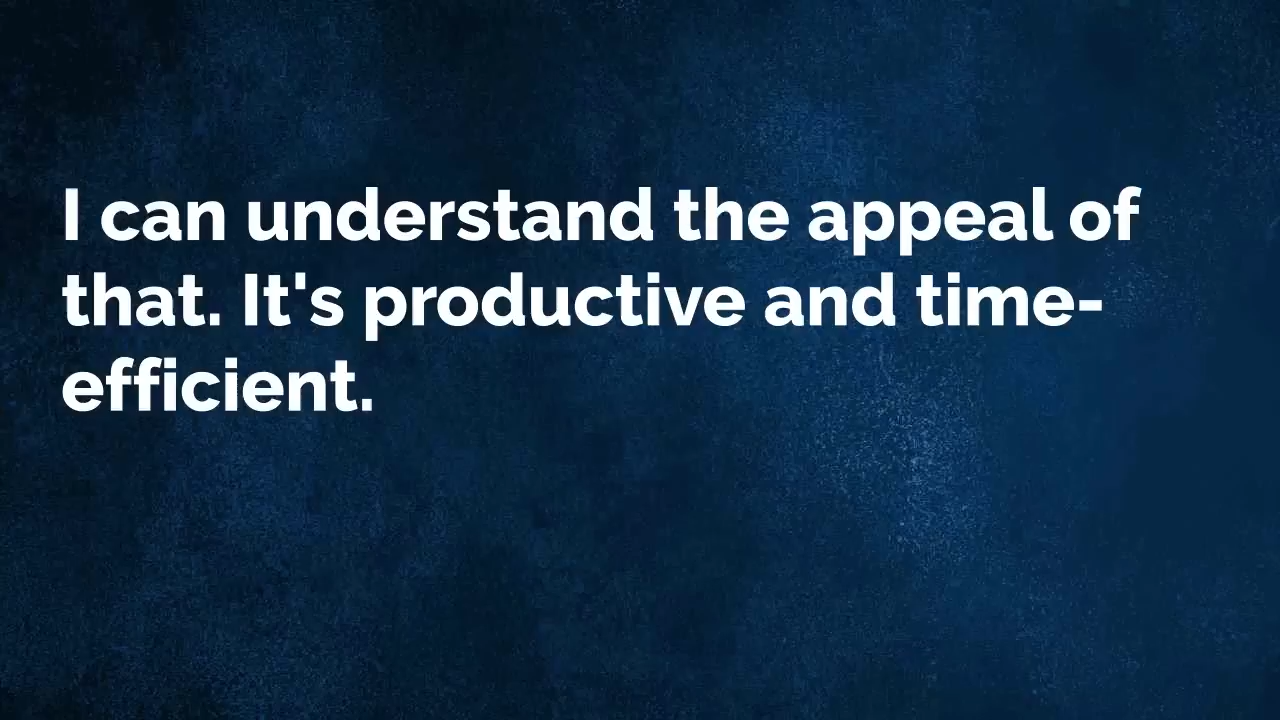 I can understand the appeal of
that. It's productive and time-
efficient.